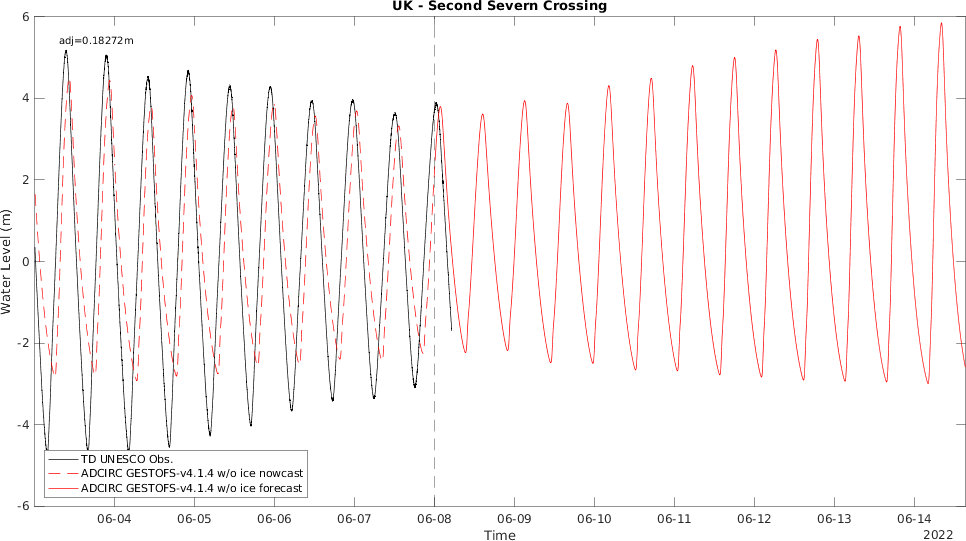 UK - Second Severn Crossing
adj=0.18272m
Water Level (m)
6
4
2
0
-2
-4
-6
TD UNESCO Obs.
ADCIRC GESTOFS-v4.1.4 w/o ice nowcast
ADCIRC GESTOFS-v4.1.4 w/o ice forecast
06-04 06-05 06-06 06-07 06-08 06-09 06-10 06-11 06-12 06-13 06-14
Time
2022